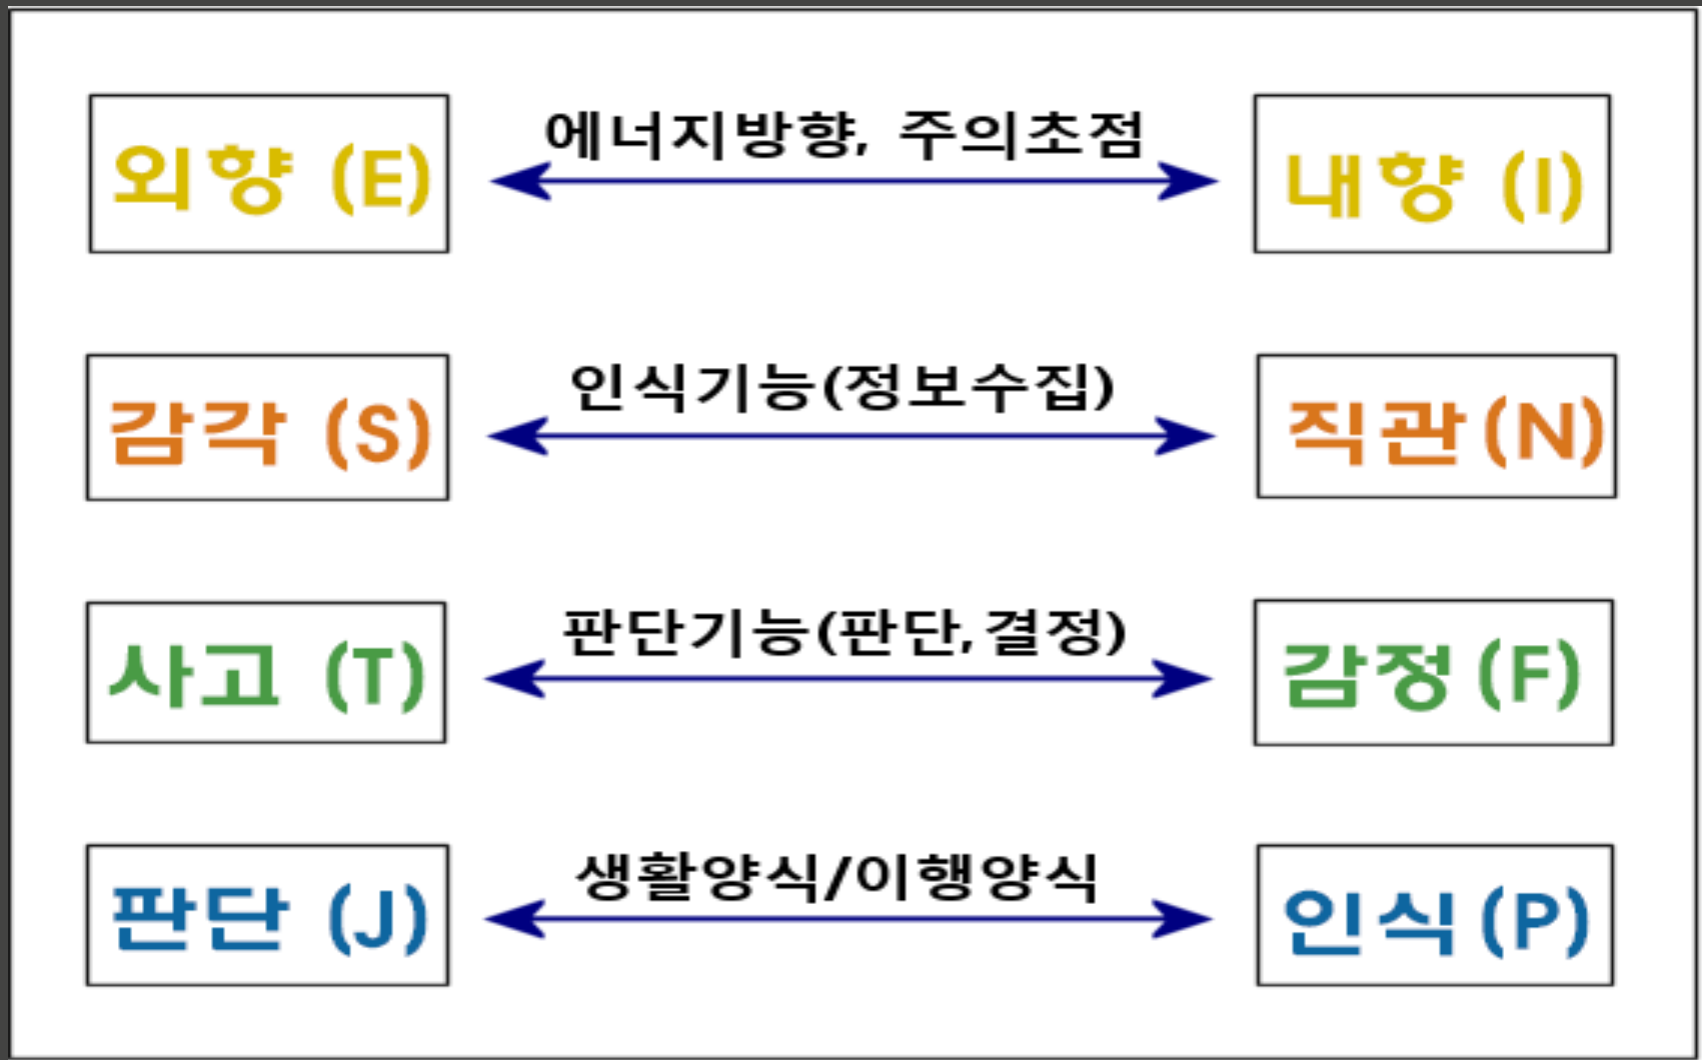 외향 (E) 에너지방향, 주의초점 내향 (I)
감각 (S) 인식기능(정보수집) 직관(N)
사고 (T) 판단기능(판단,결정) 감정(F)
판단 (J) 생활양식/이행양식 인식(P)